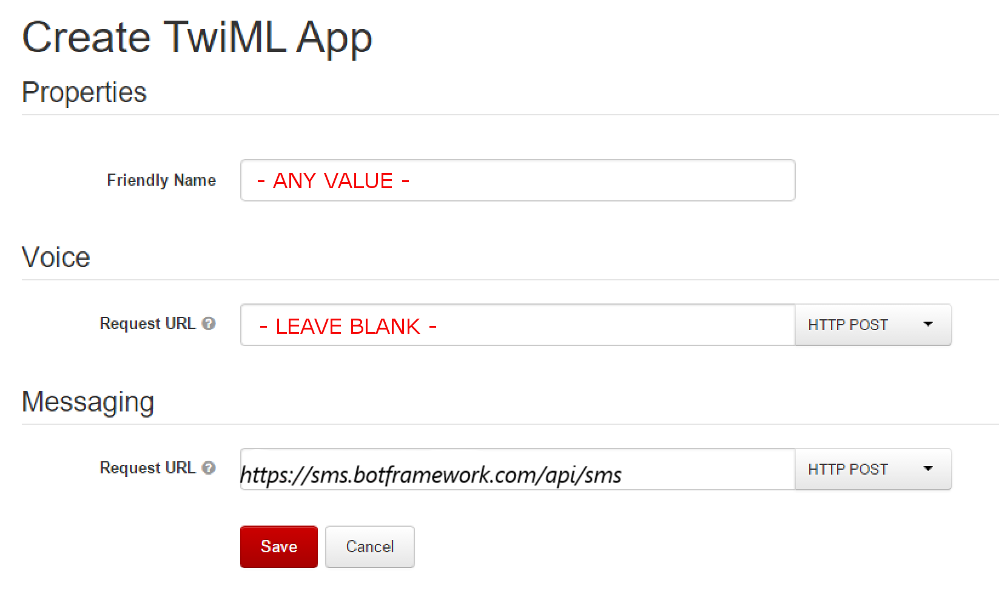 Create TwiML App
Properties
Friendly Name - ANY VALUE -
Voice
Request URL ? - LEAVE BLANK - HTTP POST
Messaging
Request URL ? https://sms.botframework.com/api/sms HTTP POST
Save Cancel